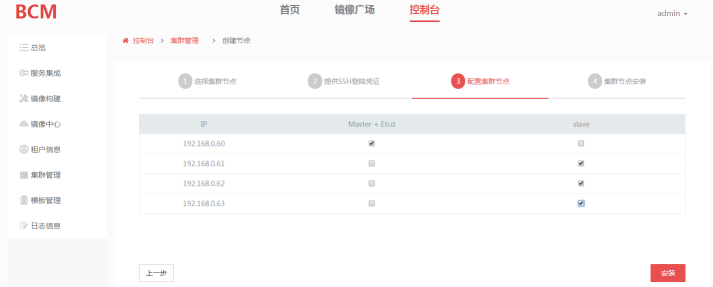 BCM
首页 镜像广场 控制台
admin
总览
服务集成
镜像构建
镜像中心
租户信息
集群管理
模板管理
日志信息
控制台 > 集群管理 > 创建节点
1 选择集群节点
2 提供SSH登陆凭证
3 配置集群节点
4 集群节点安装
IP Master + Etcd slave
192.168.0.60
192.168.0.61
192.168.0.62
192.168.0.63
上一步 安装